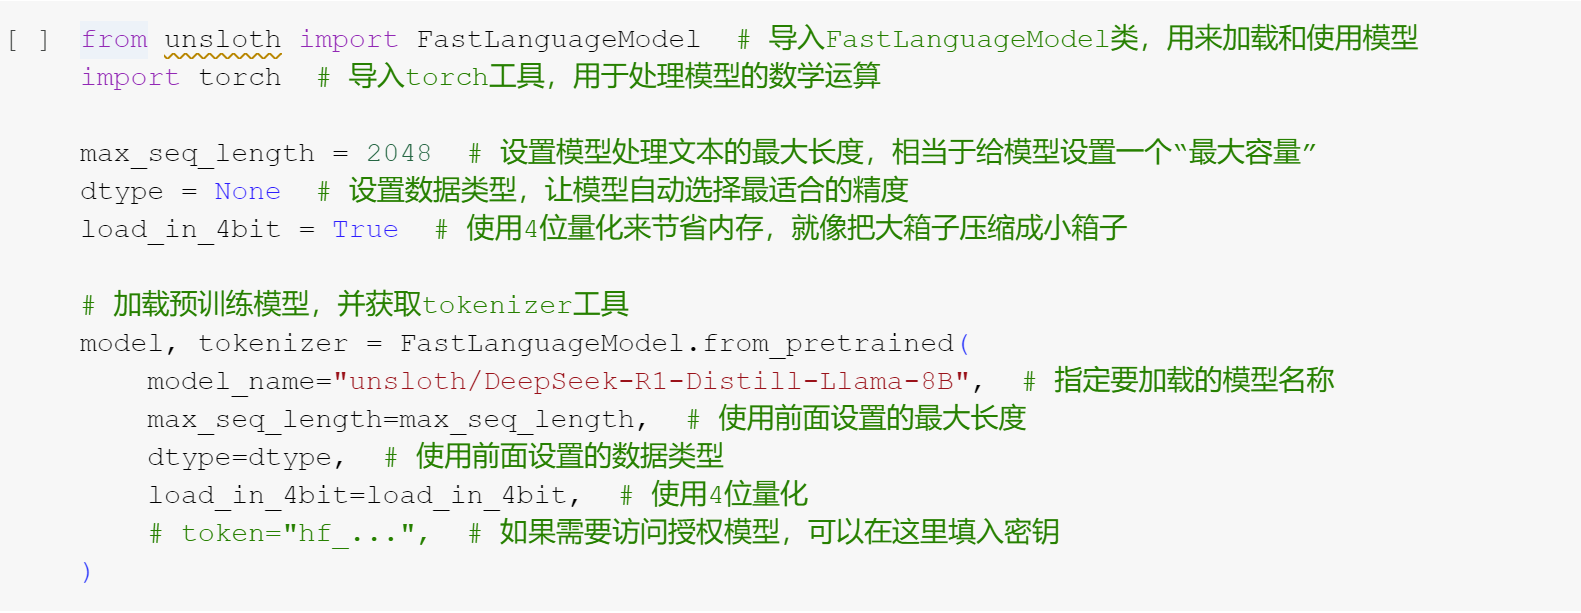 [ ] from unsloth import FastLanguageModel  # 导入FastLanguageModel类，用来加载和使用模型
import torch  # 导入torch工具，用于处理模型的数学运算
max_seq_length = 2048  # 设置模型处理文本的最大长度，相当于给模型设置一个“最大容量”
dtype = None  # 设置数据类型，让模型自动选择最适合的精度
load_in_4bit = True  # 使用4位量化来节省内存，就像把大箱子压缩成小箱子
# 加载预训练模型，并获取tokenizer工具
model, tokenizer = FastLanguageModel.from_pretrained(
    model_name="unsloth/DeepSeek-R1-Distill-Llama-8B",  # 指定要加载的模型名称
    max_seq_length=max_seq_length,  # 使用前面设置的最大长度
    dtype=dtype,  # 使用前面设置的数据类型
    load_in_4bit=load_in_4bit,  # 使用4位量化
    # token="hf_...",  # 如果需要访问授权模型，可以在这里填入密钥
)